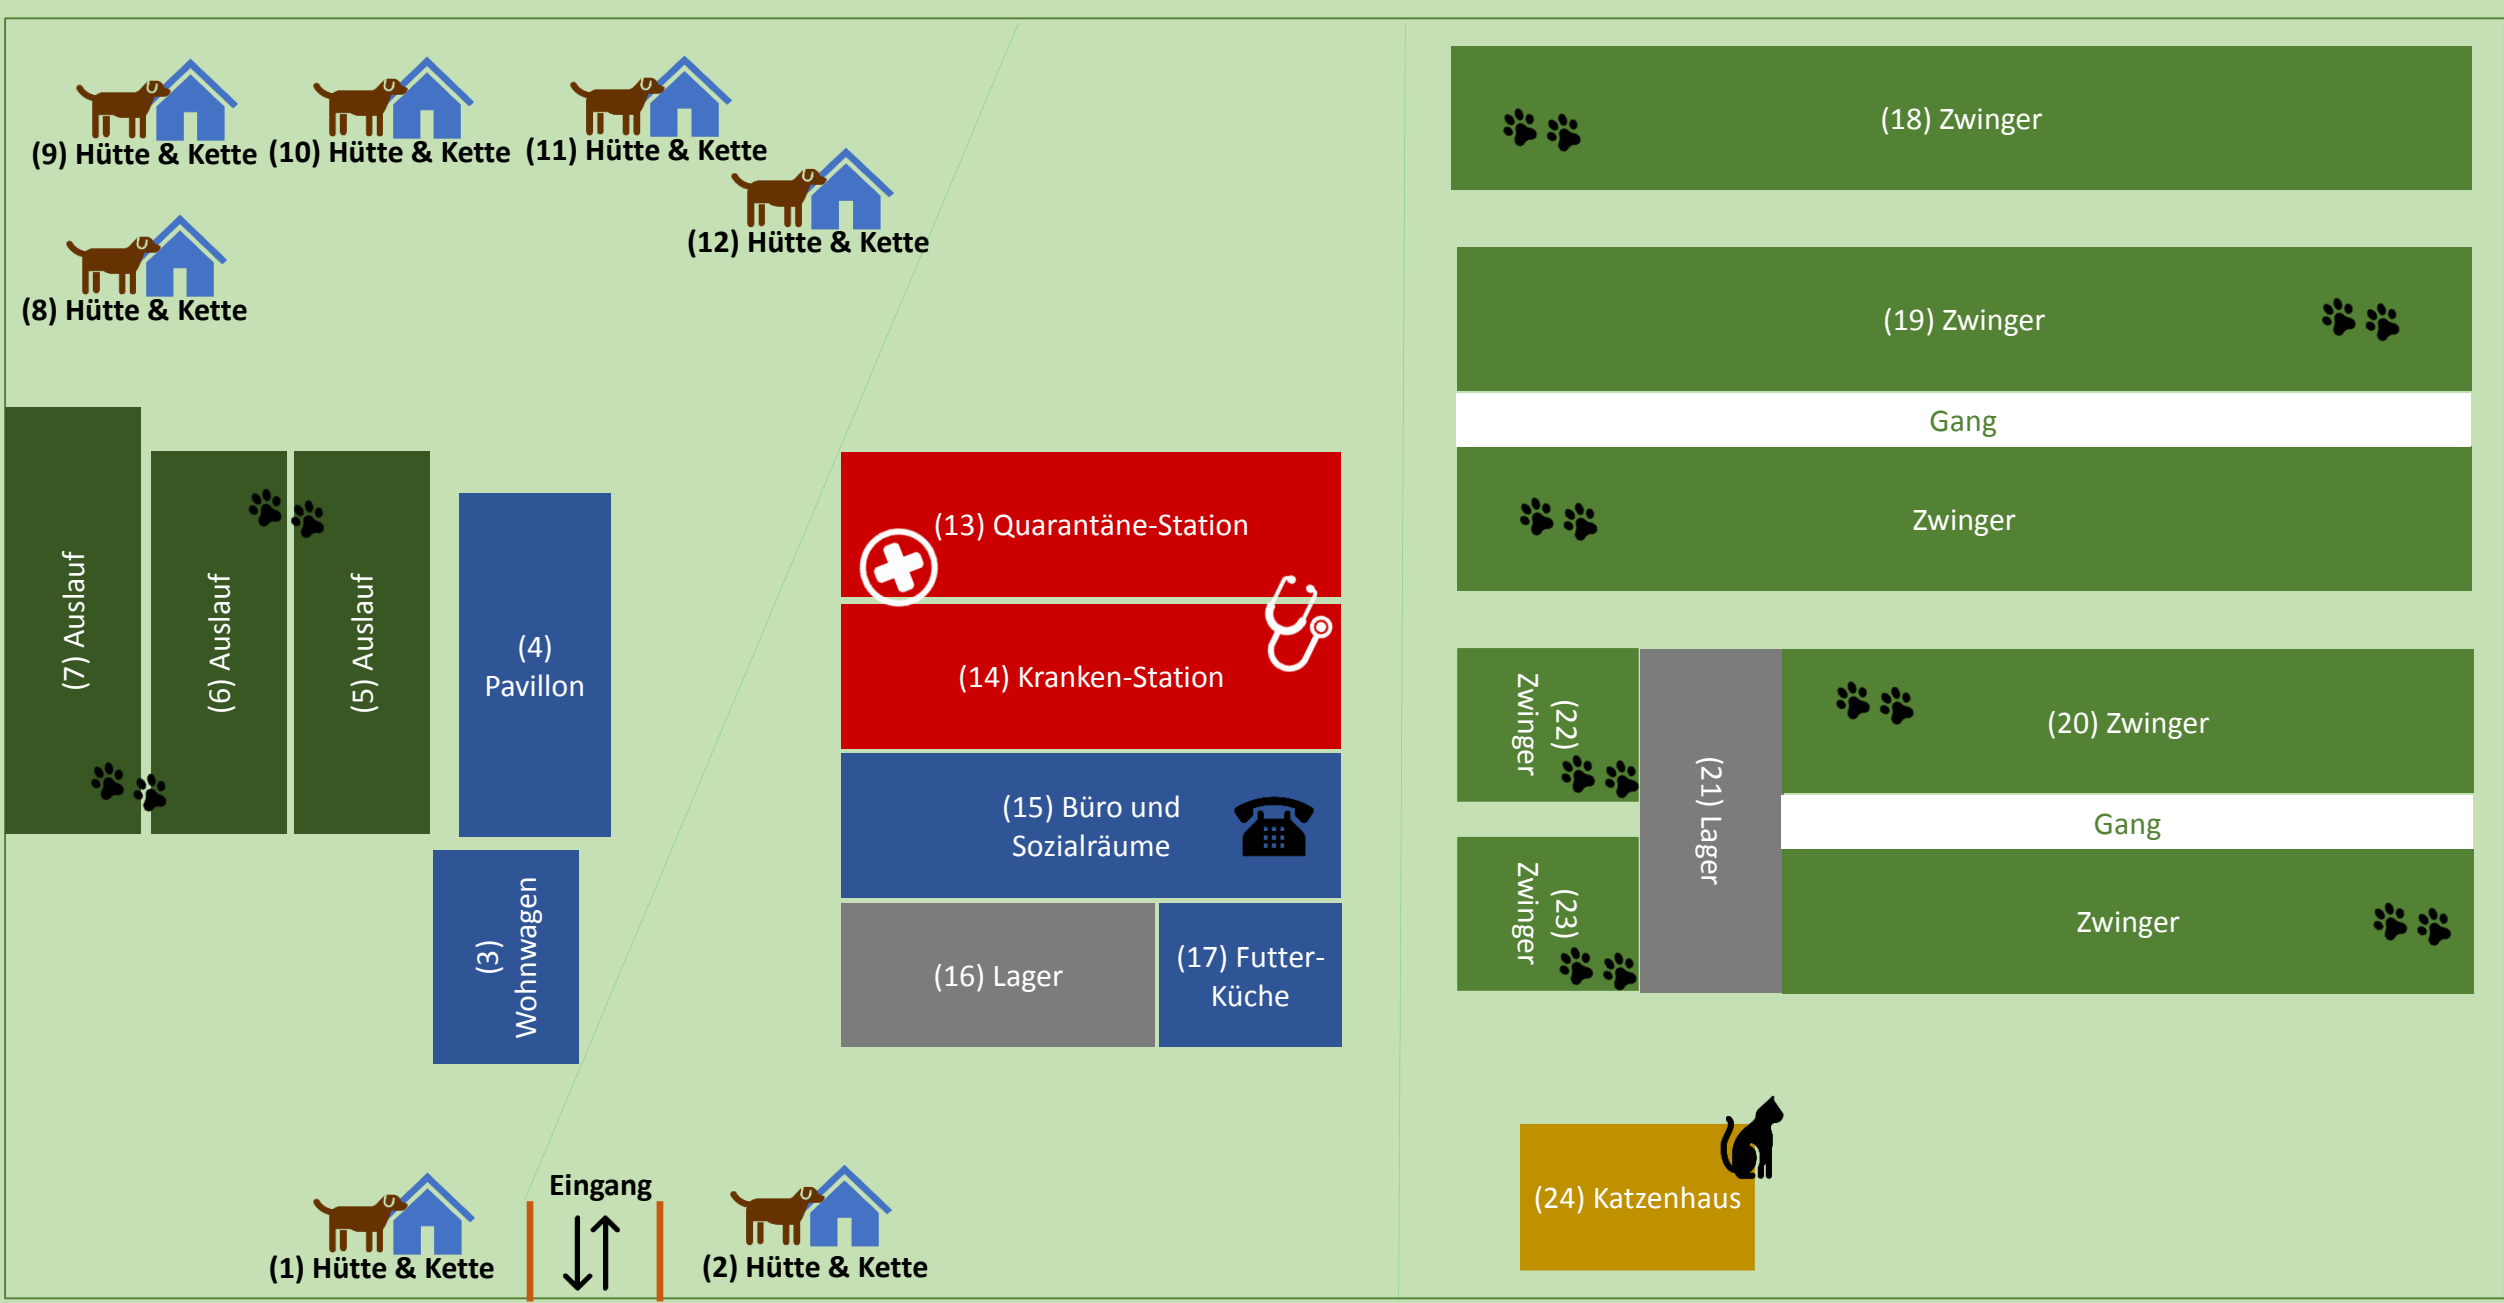 (9) Hütte & Kette
(10) Hütte & Kette
(11) Hütte & Kette
(12) Hütte & Kette
(8) Hütte & Kette
(7) Auslauf
(6) Auslauf
(5) Auslauf
(4)
Pavillon
(3)
Wohnwagen
(1) Hütte & Kette
Eingang
(2) Hütte & Kette
(13) Quarantäne-Station
(14) Kranken-Station
(15) Büro und
Sozialräume
(16) Lager
(17) Futter-
Küche
(18) Zwinger
(19) Zwinger
Gang
Zwinger
(22)
Zwinger
(23)
Zwinger
(21) Lager
(20) Zwinger
Gang
Zwinger
(24) Katzenhaus